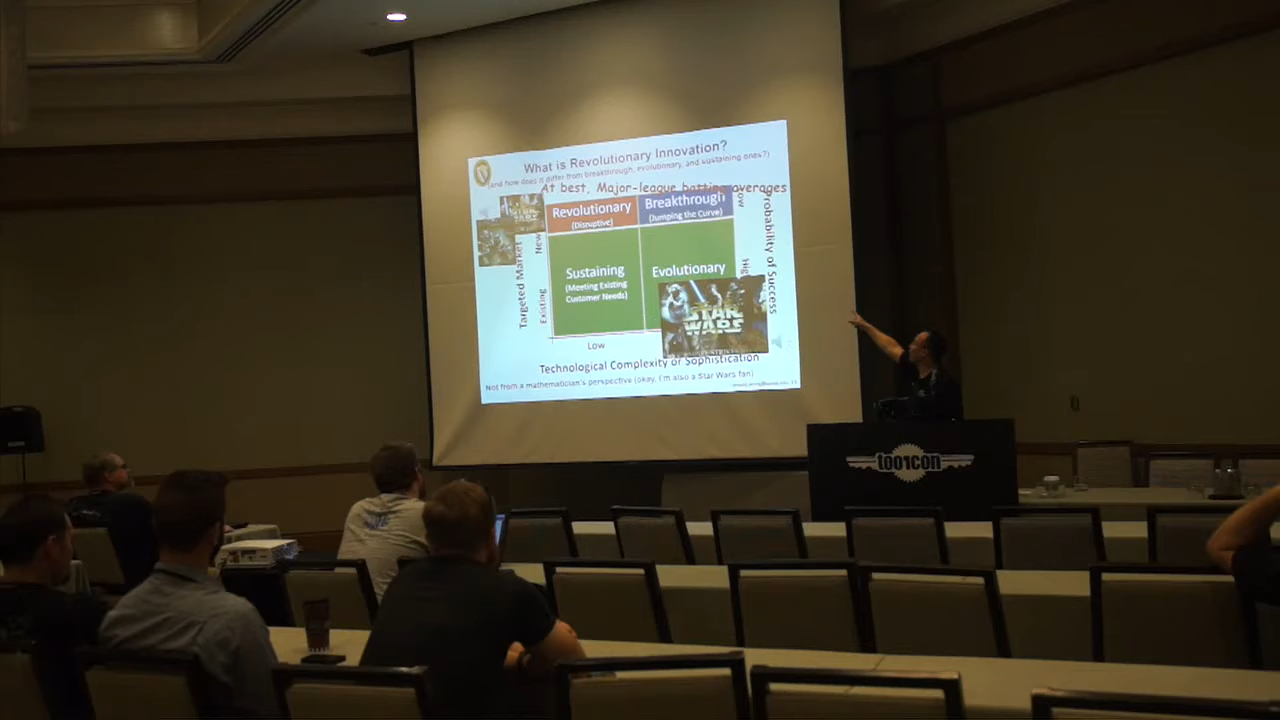 What is Revolutionary Innovation?
(and how does it differ from breakthrough, evolutionary, and sustaining ones?)
At best, Major-league batting averages
Revolutionary
(Disruptive)
Breakthrough
(Jumping the Curve)
Sustaining
(Meeting Existing
Customer Needs)
Evolutionary
STAR
WARS
STAR
WARS
Targeted Market
New
Existing
Low
Probability of Success
Low
Technological Complexity or Sophistication
Not from a mathematician's perspective (okay, I'm also a Star Wars fan)
toorcon